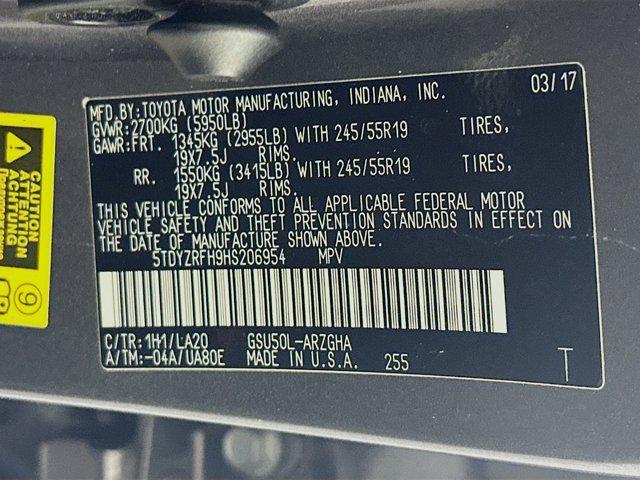 MFD.BY:TOYOTA MOTOR MANUFACTURING, INDIANA, INC. 03/17
GVWR:2700KG (5950LB)
GAWR:FRT. 1345KG (2955LB) WITH 245/55R19 TIRES,
19X7.5J RIMS.
RR. 1550KG (3415LB) WITH 245/55R19 TIRES,
19X7.5J RIMS.
THIS VEHICLE CONFORMS TO ALL APPLICABLE FEDERAL MOTOR
VEHICLE SAFETY AND THEFT PREVENTION STANDARDS IN EFFECT ON
THE DATE OF MANUFACTURE SHOWN ABOVE.
5TDYZRFH9HS206954 MPV
C/TR:1H1/LA20 GSU50L-ARZGHA
A/TM:-04A/UA80E MADE IN U.S.A. 255 T
CAUTION
ATTENTION
ACHTUNG
9